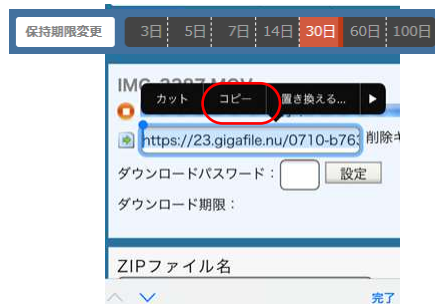 保持期限変更 3日 5日 7日 14日 30日 60日 100日
IMG_3287.MOV
カット コピー 置き換える... ▶
https://23.gigafile.nu/0710-b763 削除キ
ダウンロードパスワード： 設定
ダウンロード期限：
ZIPファイル名
完了